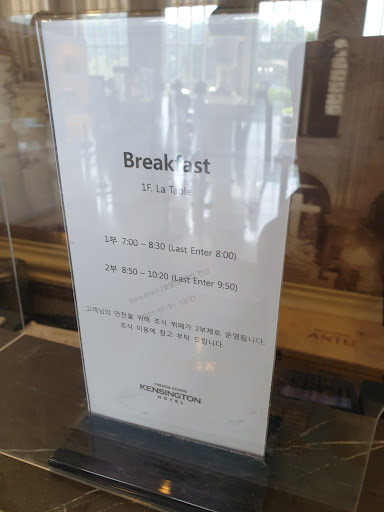 Breakfast
1F. La Table
1부 7:00 – 8:30 (Last Enter 8:00)
2부 8:50 – 10:20 (Last Enter 9:50)
고객님의 안전을 위해 조식 뷔페가 2부제로 운영됩니다.
조식 이용에 참고 부탁 드립니다.
KENSINGTON
HOTEL